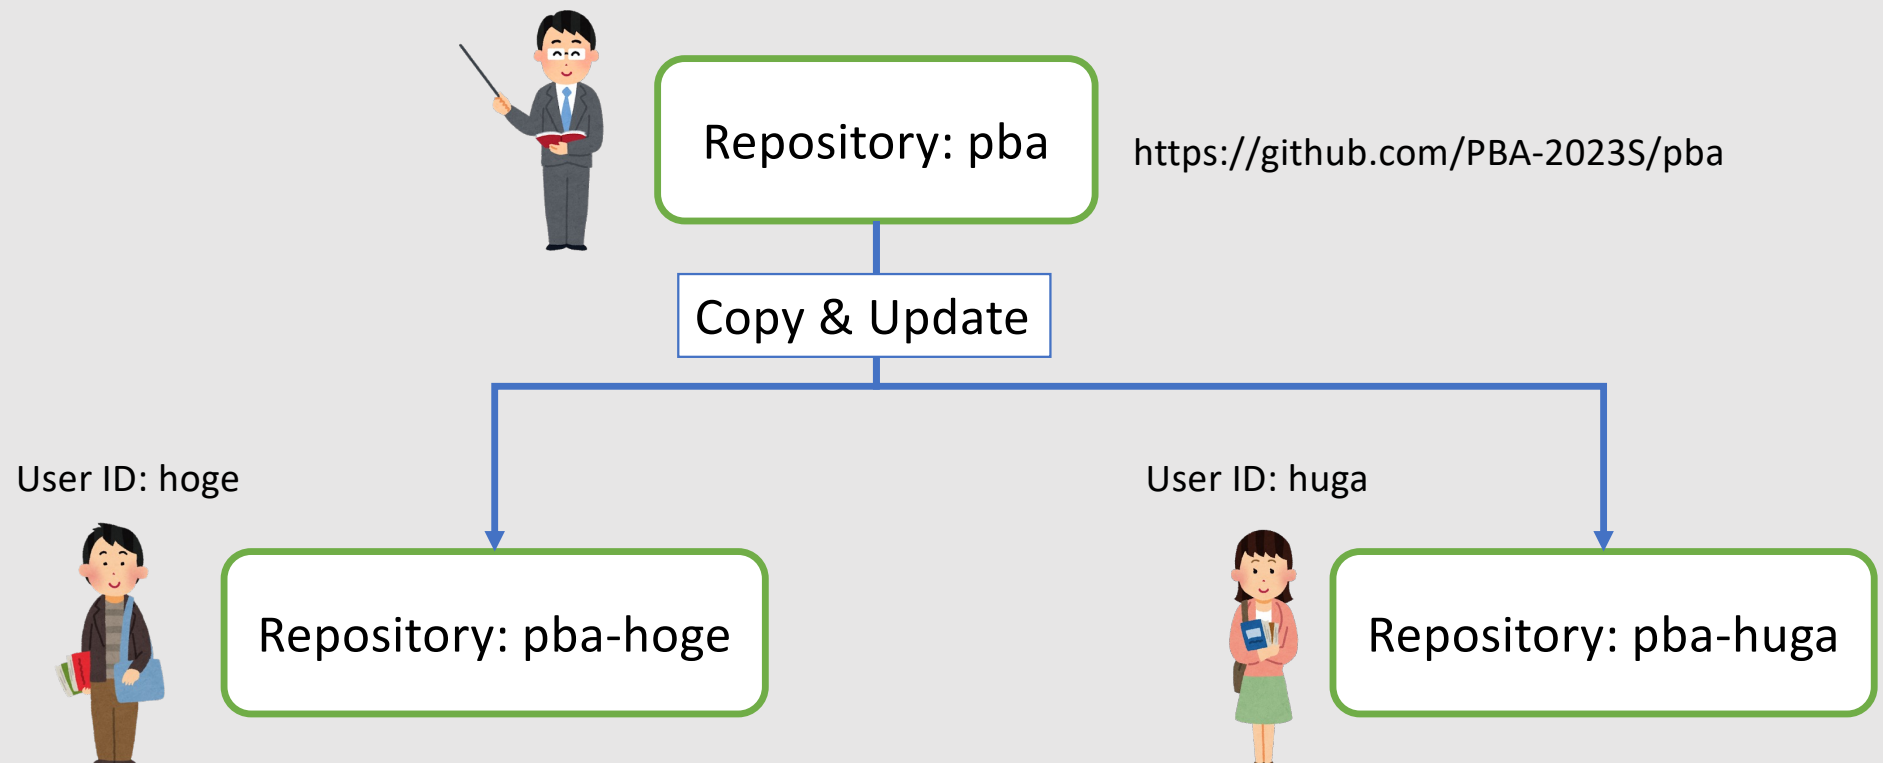 Repository: pba
https://github.com/PBA-2023S/pba
Copy & Update
User ID: hoge
User ID: huga
Repository: pba-hoge
Repository: pba-huga